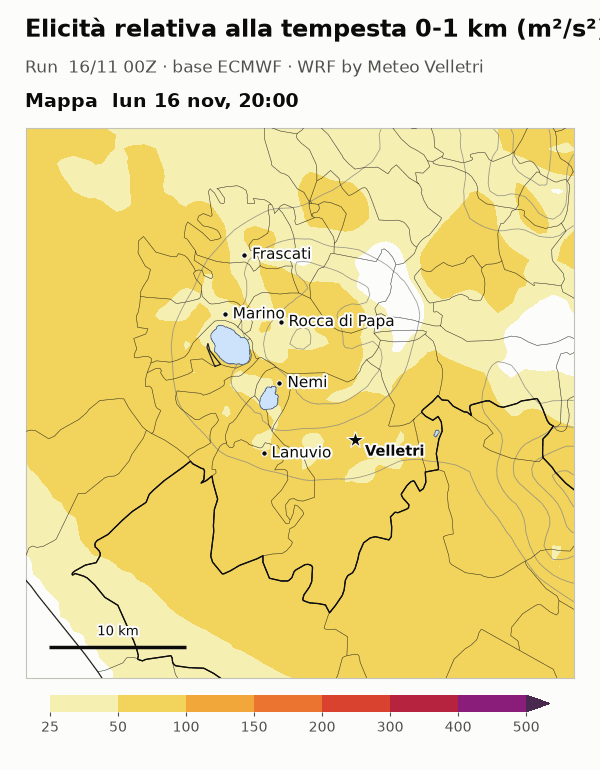 Elicità relativa alla tempesta 0-1 km (m²/s²)
Run 16/11 00Z · base ECMWF · WRF by Meteo Velletri
Mappa lun 16 nov, 20:00
Frascati
Marino
Rocca di Papa
Nemi
Velletri
Lanuvio
10 km
25 50 100 150 200 300 400 500